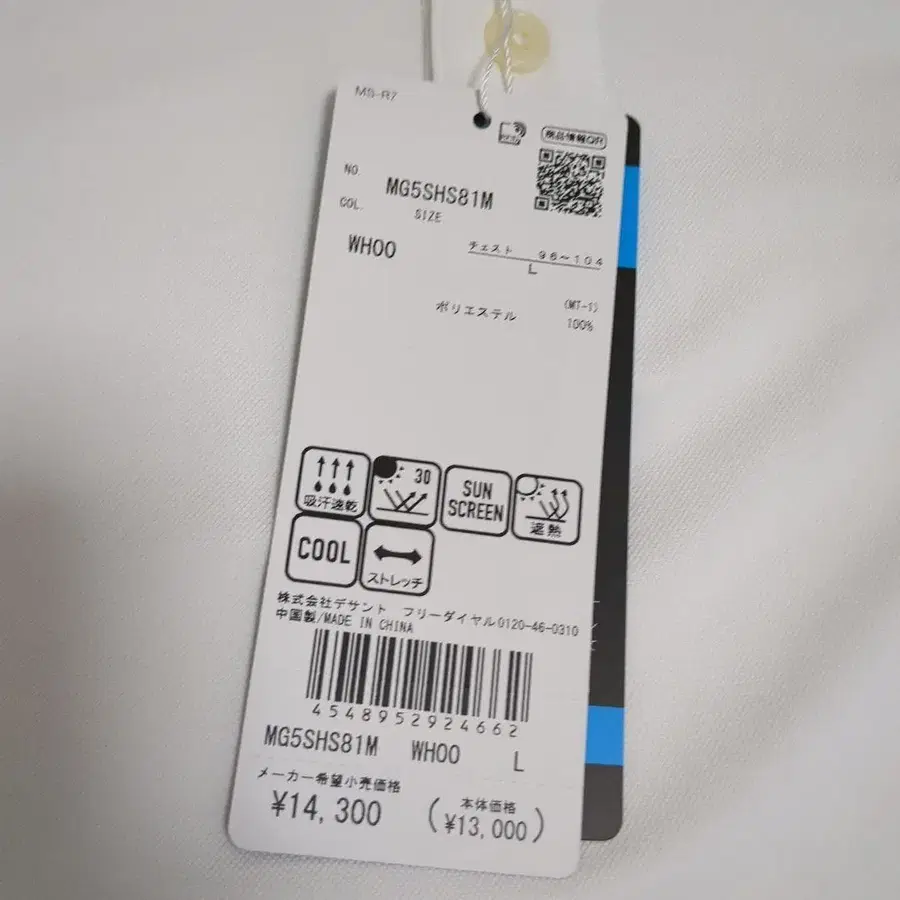 MS-R7
商品情報QR
NO.
MG5SHS81M
COL.
SIZE
WH00
チェスト 96~104
L
(MT-1)
ポリエステル 100%
吸汗速乾
30
SUN SCREEN
遮熱
COOL
ストレッチ
株式会社デサント フリーダイヤル0120-46-0310
中国製/MADE IN CHINA
4548952924662
MG5SHS81M WH00 L
メーカー希望小売価格
¥14,300
(本体価格
¥13,000)